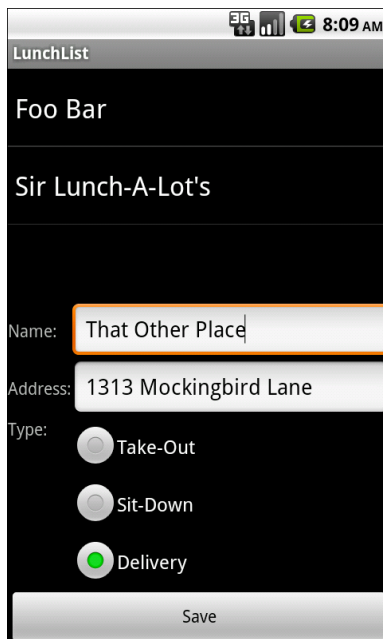 3G 8:09 AM
LunchList
Foo Bar
Sir Lunch-A-Lot's
Name: That Other Place
Address: 1313 Mockingbird Lane
Type:
Take-Out
Sit-Down
Delivery
Save